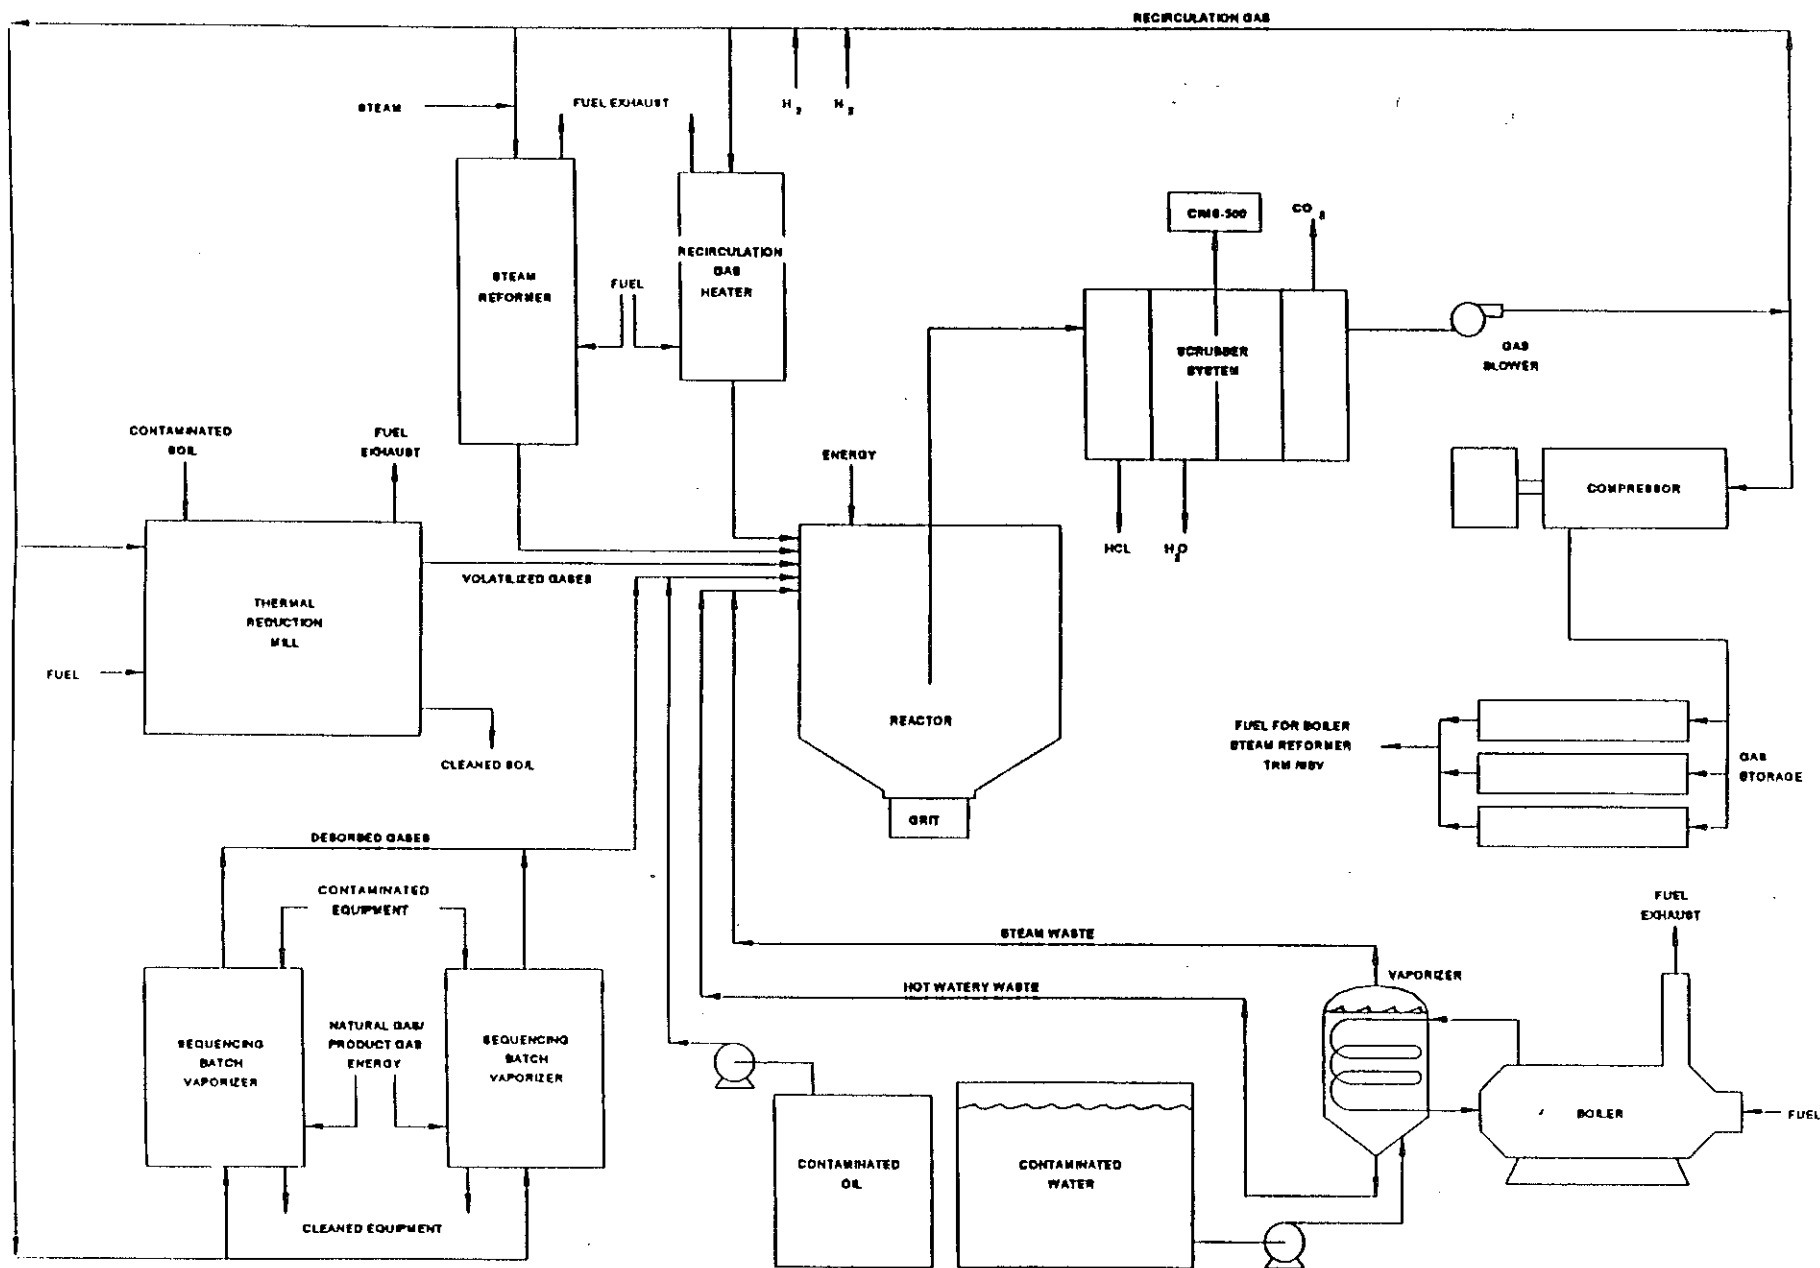 RECIRCULATION GAS
STEAM
FUEL EXHAUST
H2
H2
CMS-500
CO2
STEAM
REFORMER
FUEL
RECIRCULATION
GAS
HEATER
SCRUBBER
SYSTEM
GAS
BLOWER
CONTAMINATED
SOIL
FUEL
EXHAUST
ENERGY
COMPRESSOR
HCL
H2O
VOLATILIZED GASES
THERMAL
REDUCTION
MILL
FUEL
REACTOR
CLEANED SOIL
FUEL FOR BOILER
STEAM REFORMER
TRM /SBV
GAS
STORAGE
GRIT
DESORBED GASES
CONTAMINATED
EQUIPMENT
FUEL
EXHAUST
STEAM WASTE
VAPORIZER
HOT WATERY WASTE
SEQUENCING
BATCH
VAPORIZER
NATURAL GAS/
PRODUCT GAS
ENERGY
SEQUENCING
BATCH
VAPORIZER
BOILER
FUEL
CONTAMINATED
OIL
CONTAMINATED
WATER
CLEANED EQUIPMENT